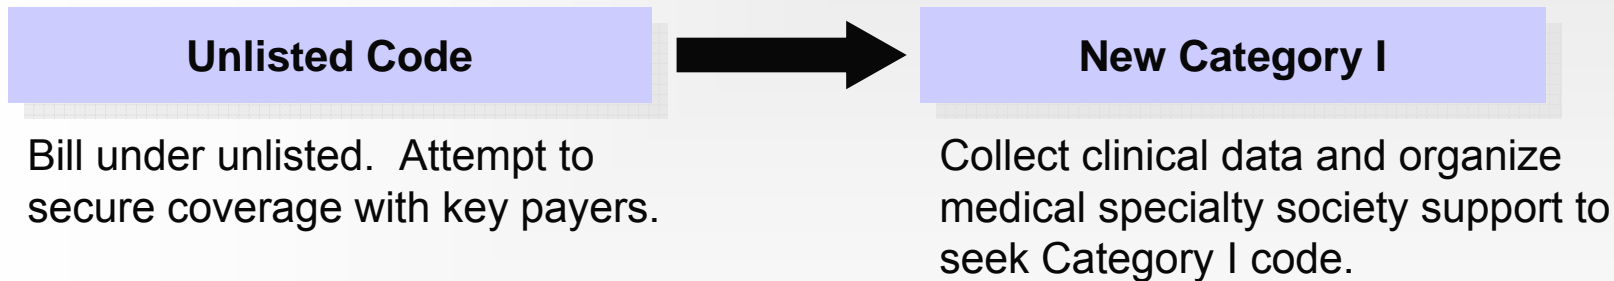 Unlisted Code
New Category I
Bill under unlisted.  Attempt to
secure coverage with key payers.
Collect clinical data and organize
medical specialty society support to
seek Category I code.